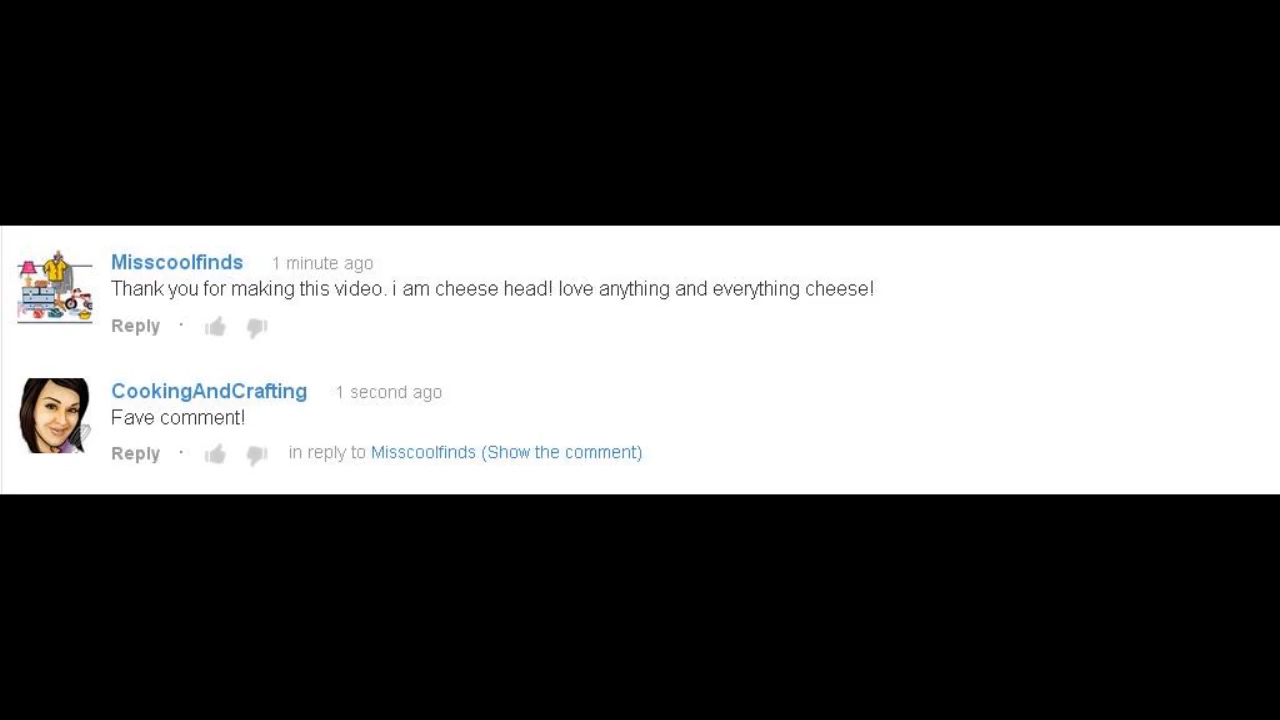 Misscoolfinds 1 minute ago
Thank you for making this video. i am cheese head! love anything and everything cheese!
Reply ·
CookingAndCrafting 1 second ago
Fave comment!
Reply · in reply to Misscoolfinds (Show the comment)